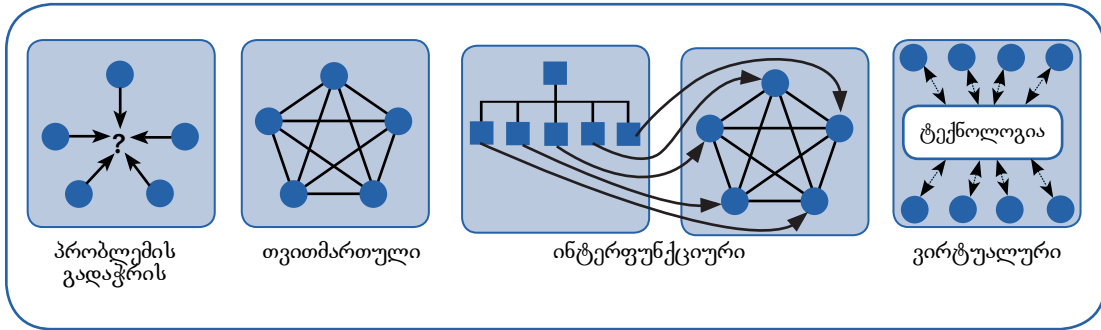 ?
ტექნოლოგია
პრობლემის
გადაჭრის
თვითმართული
ინტერფუნქციური
ვირტუალური